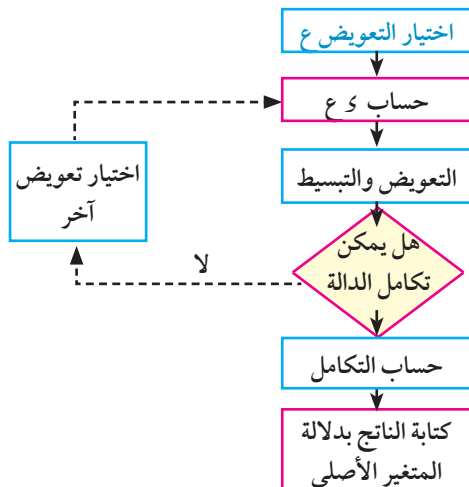 اختيار التعويض ع
حساب ء ع
التعويض والتبسيط
هل يمكن
تكامل الدالة
لا
اختيار تعويض
آخر
حساب التكامل
كتابة الناتج بدلالة
المتغير الأصلى